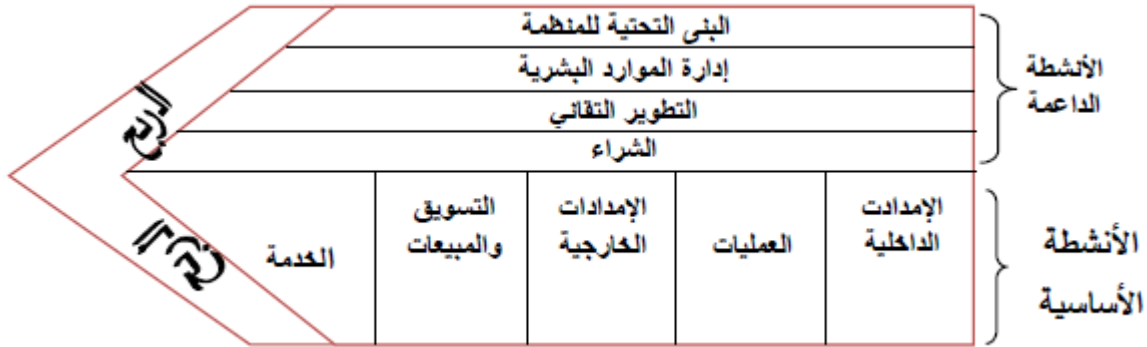 البنى التحتية للمنظمة
إدارة الموارد البشرية
التطوير التقاني
الشراء
الأنشطة
الداعمة
الربح
الإمدادت
الداخلية
العمليات
الإمدادات
الخارجية
التسويق
والمبيعات
الخدمة
الأنشطة
الأساسية
الربح